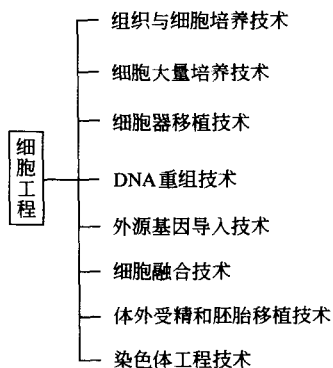 组织与细胞培养技术
细胞大量培养技术
细胞器移植技术
细胞工程
DNA重组技术
外源基因导入技术
细胞融合技术
体外受精和胚胎移植技术
染色体工程技术